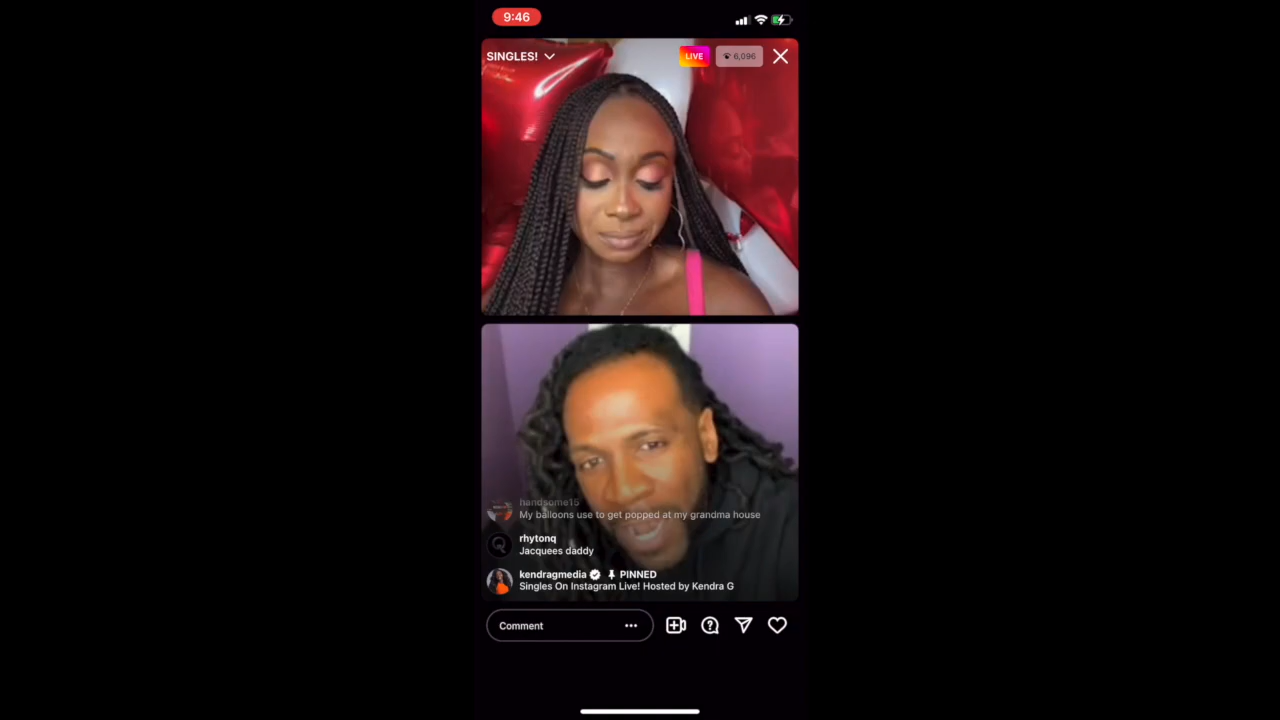 9:46
SINGLES!
LIVE
6,096
handsome15
My balloons use to get popped at my grandma house
rhytonq
Jacquees daddy
kendragmedia PINNED
Singles On Instagram Live! Hosted by Kendra G
Comment